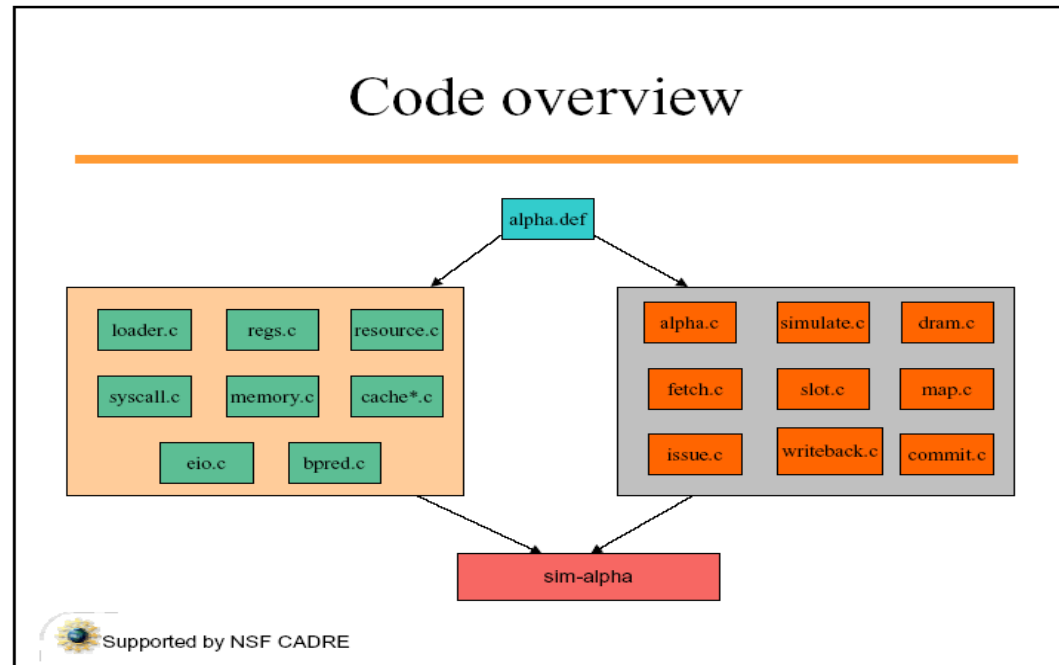 Code overview
alpha.def
loader.c regs.c resource.c
syscall.c memory.c cache*.c
eio.c bpred.c
alpha.c simulate.c dram.c
fetch.c slot.c map.c
issue.c writeback.c commit.c
sim-alpha
Supported by NSF CADRE